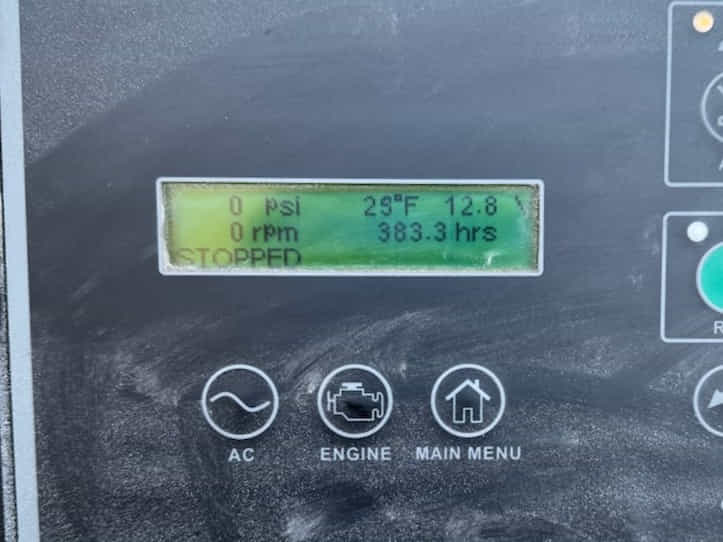 0 psi 29°F 12.8 V
0 rpm 383.3 hrs
STOPPED
AC ENGINE MAIN MENU
R